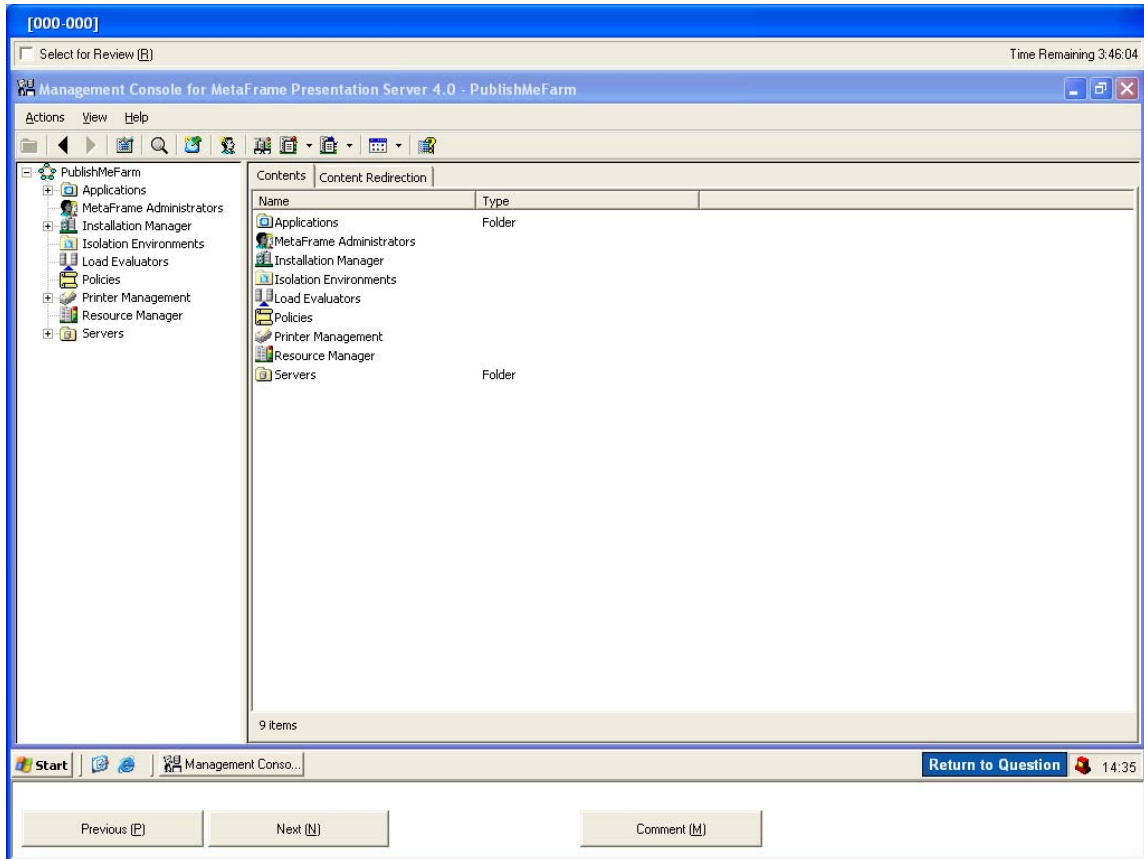 [000-000]
Select for Review (R)
Time Remaining 3:46:04
Management Console for MetaFrame Presentation Server 4.0 - PublishMeFarm
Actions View Help
PublishMeFarm
Applications
MetaFrame Administrators
Installation Manager
Isolation Environments
Load Evaluators
Policies
Printer Management
Resource Manager
Servers
Contents Content Redirection
Name Type
Applications Folder
MetaFrame Administrators
Installation Manager
Isolation Environments
Load Evaluators
Policies
Printer Management
Resource Manager
Servers Folder
9 items
Start Management Conso... Return to Question 14:35
Previous (P) Next (N) Comment (M)